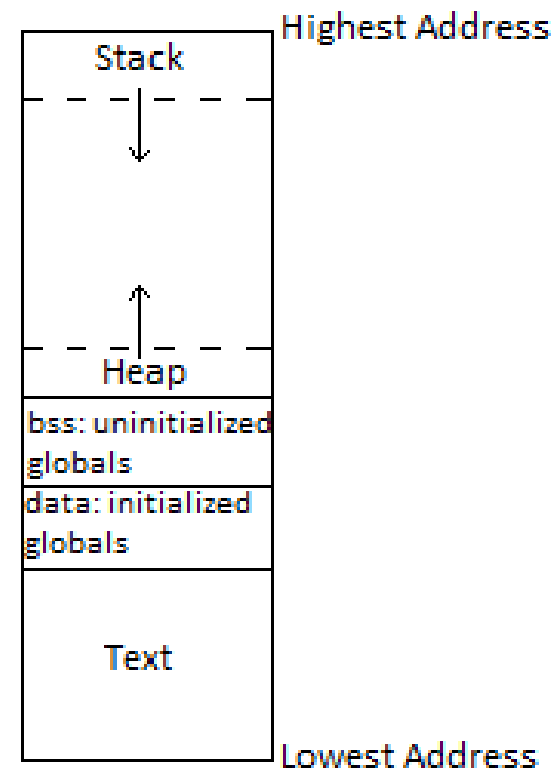 Highest Address
Stack
Heap
bss: uninitialized
globals
data: initialized
globals
Text
Lowest Address